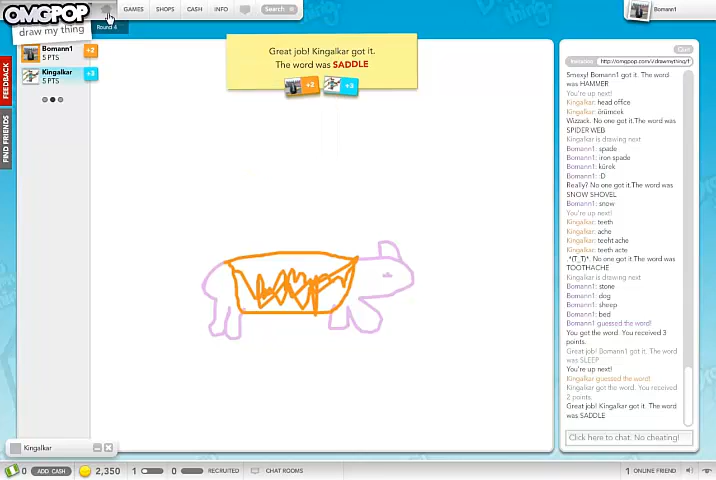 OMGPOP
draw my thing
GAMES
SHOPS
CASH
INFO
Search
Bomann1
Round 4
Bomann1
5 PTS
+2
Kingalkar
5 PTS
+3
FEEDBACK
FIND FRIENDS
Great job! Kingalkar got it.
The word was SADDLE
+2
+3
Quit
http://omgpop.com/r/drawmything/f
Smexy! Bomann1 got it. The word
was HAMMER
You're up next!
Kingalkar: head office
Kingalkar: örümcek
Wizzack. No one got it.The word was
SPIDER WEB
Kingalkar is drawing next
Bomann1: spade
Bomann1: iron spade
Bomann1: kürek
Bomann1: :D
Really? No one got it. The word was
SNOW SHOVEL
Bomann1: snow
You're up next!
Kingalkar: teeth
Kingalkar: ache
Kingalkar: teeht ache
Kingalkar: teeth acte
.*(T_T)*. No one got it The Word was
TOOTHACHE
Kingalkar is drawing next
Bomann1: stone
Bomann1: dog
Bomann1: sheep
Bomann1: bed
Bomann1 guessed the word!
You got the word. You received 3
points.
Great job! Bomann1 got it. The word
was SLEEP
You're up next!
Kingalkar guessed the word!
Kingalkar got the word. You received
2 points.
Great job! Kingalkar got it. The word
was SADDLE
Click here to chat. No cheating!
Kingalkar
0
ADD CASH
2,350
1
0
RECRUITED
CHAT ROOMS
1 ONLINE FRIEND